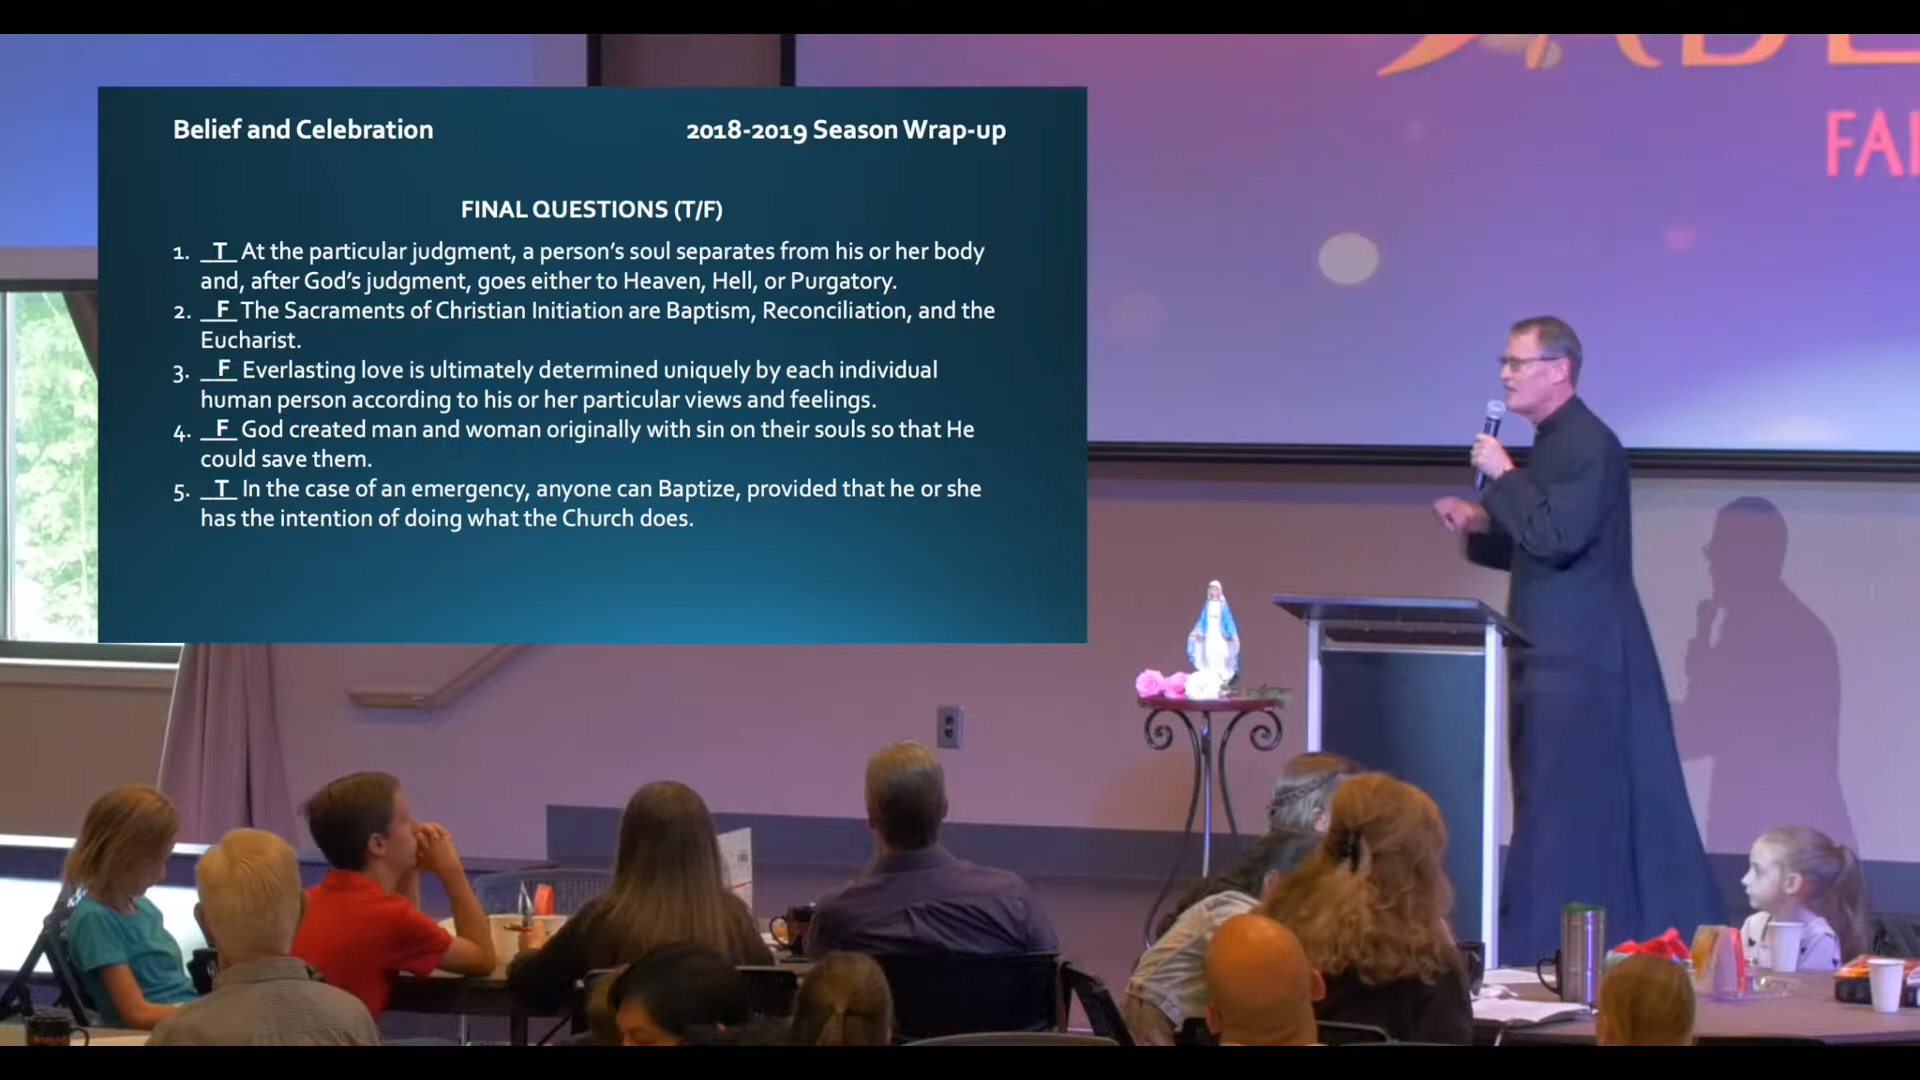 Belief and Celebration 2018-2019 Season Wrap-up
FINAL QUESTIONS (T/F)
1. __T__ At the particular judgment, a person's soul separates from his or her body
and, after God's judgment, goes either to Heaven, Hell, or Purgatory.
2. __F__ The Sacraments of Christian Initiation are Baptism, Reconciliation, and the
Eucharist.
3. __F__ Everlasting love is ultimately determined uniquely by each individual
human person according to his or her particular views and feelings.
4. __F__ God created man and woman originally with sin on their souls so that He
could save them.
5. __T__ In the case of an emergency, anyone can Baptize, provided that he or she
has the intention of doing what the Church does.